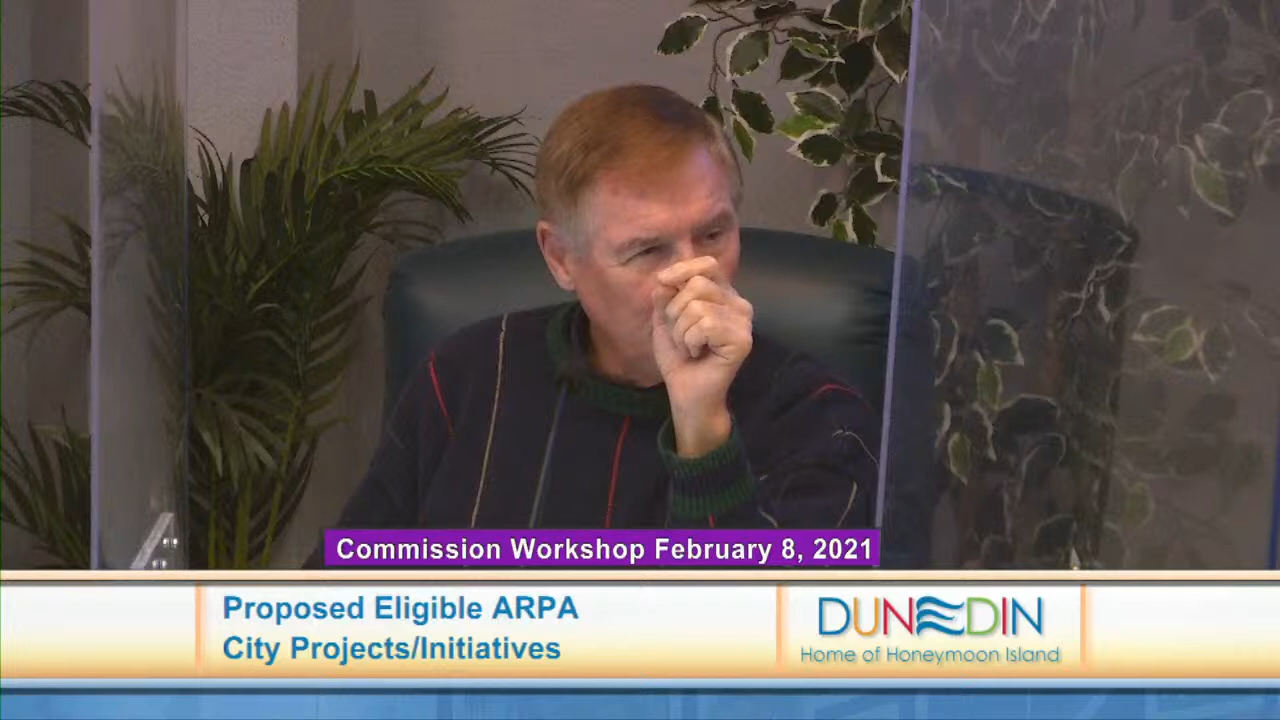 Commission Workshop February 8, 2021
Proposed Eligible ARPA
City Projects/Initiatives
DUNEDIN
Home of Honeymoon Island